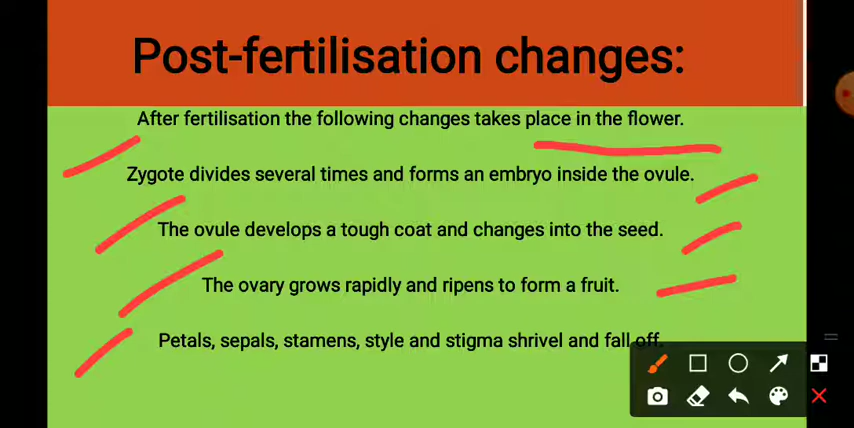 Post-fertilisation changes:
After fertilisation the following changes takes place in the flower.
Zygote divides several times and forms an embryo inside the ovule.
The ovule develops a tough coat and changes into the seed.
The ovary grows rapidly and ripens to form a fruit.
Petals, sepals, stamens, style and stigma shrivel and fall off.